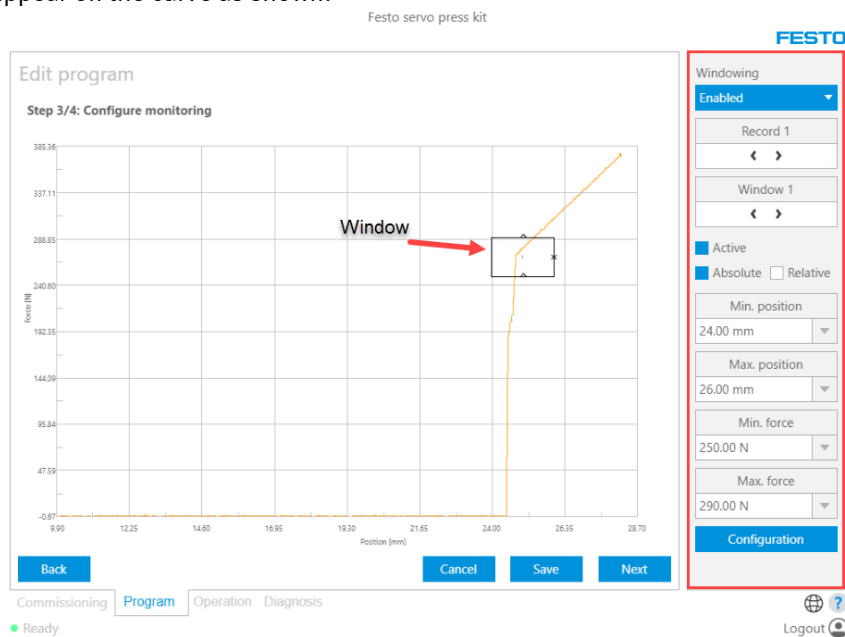 appear on the curve as shown.
Festo servo press kit
FESTO
Edit program
Step 3/4: Configure monitoring
385.36
337.11
288.85
240.60
192.35
144.09
95.84
47.59
-0.67
Force [N]
9.90 12.25 14.60 16.95 19.30 21.65 24.00 26.35 28.70
Position [mm]
Window
1
Back Cancel Save Next
Windowing
Enabled
Record 1
Window 1
Active
Absolute Relative
Min. position
24.00 mm
Max. position
26.00 mm
Min. force
250.00 N
Max. force
290.00 N
Configuration
Commissioning Program Operation Diagnosis
?
Ready
Logout